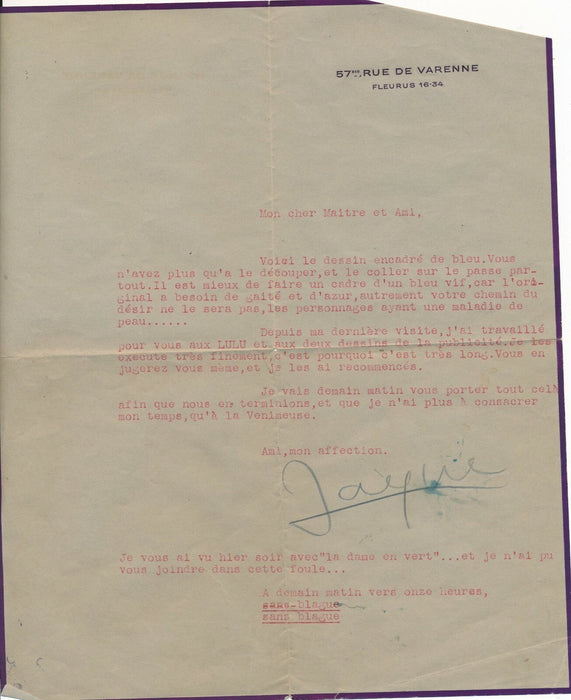 57bis, RUE DE VARENNE
FLEURUS 16-34
Mon cher Maitre et Ami,
Voici le dessin encadré de bleu.Vous
n'avez plus qu'a le découper,et le coller sur le passe par-
tout.Il est mieux de faire un cadre d'un bleu vif,car l'ori-
ginal a besoin de gaité et d'azur,autrement votre chemin du
désir ne le sera pas,les personnages ayant une maladie de
peau......
Depuis ma dernière visite,j'ai travaillé
pour vous aux LULU et aux deux dessins de la publicité.Je les
exécute très finement,c'est pourquoi c'est très long.Vous en
jugerez vous même,et je les ai recommencés.
Je vais demain matin vous porter tout celà
afin que nous en terminions,et que je n'ai plus à consacrer
mon temps,qu'à la Venimeuse.
Ami,mon affection.
Je vous ai vu hier soir avec"la dame en vert"...et je n'ai pu
vous joindre dans cette foule...
A demain matin vers onze heures,
sans blague
sans blague